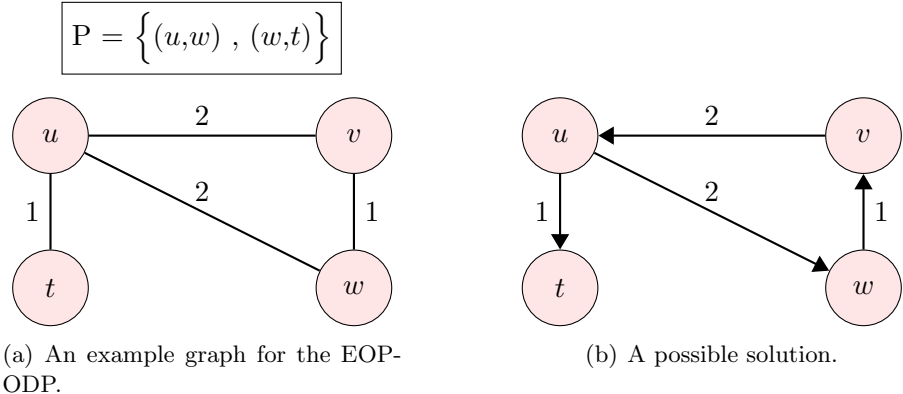 P = {(u,w) , (w,t)}
u 2 v
1 2 1
t w
(a) An example graph for the EOP-
ODP.
u 2 v
1 2 1
t w
(b) A possible solution.